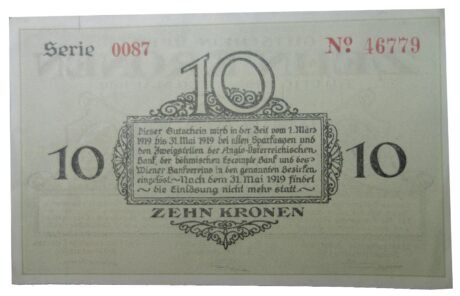 Serie 0087
No. 46779
10
Dieser Gutschein wird in der Zeit vom 1. März
1919 bis 31. Mai 1919 bei allen Sparkassen und
den Zweigstellen der Anglo-Österreichischen
Bank, der böhmischen Escompte Bank und des
Wiener Bankvereins in den genannten Bezirken
eingelöst. Nach dem 31. Mai 1919 findet
die Einlösung nicht mehr statt.
10
10
ZEHN KRONEN